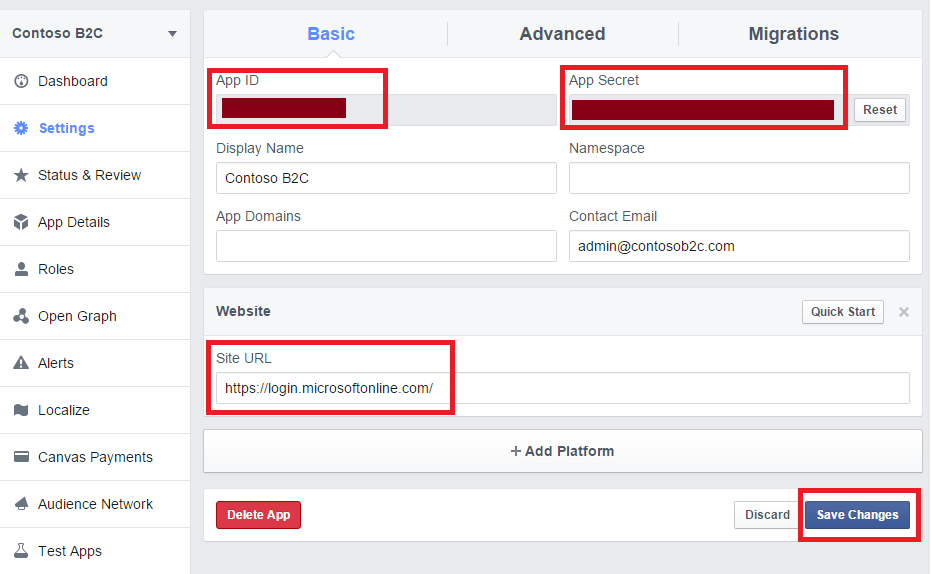 Contoso B2C
Dashboard
Settings
Status & Review
App Details
Roles
Open Graph
Alerts
Localize
Canvas Payments
Audience Network
Test Apps
Basic Advanced Migrations
App ID App Secret
Reset
Display Name Namespace
Contoso B2C
App Domains Contact Email
admin@contosob2c.com
Website Quick Start
Site URL
https://login.microsoftonline.com/
+ Add Platform
Delete App Discard Save Changes